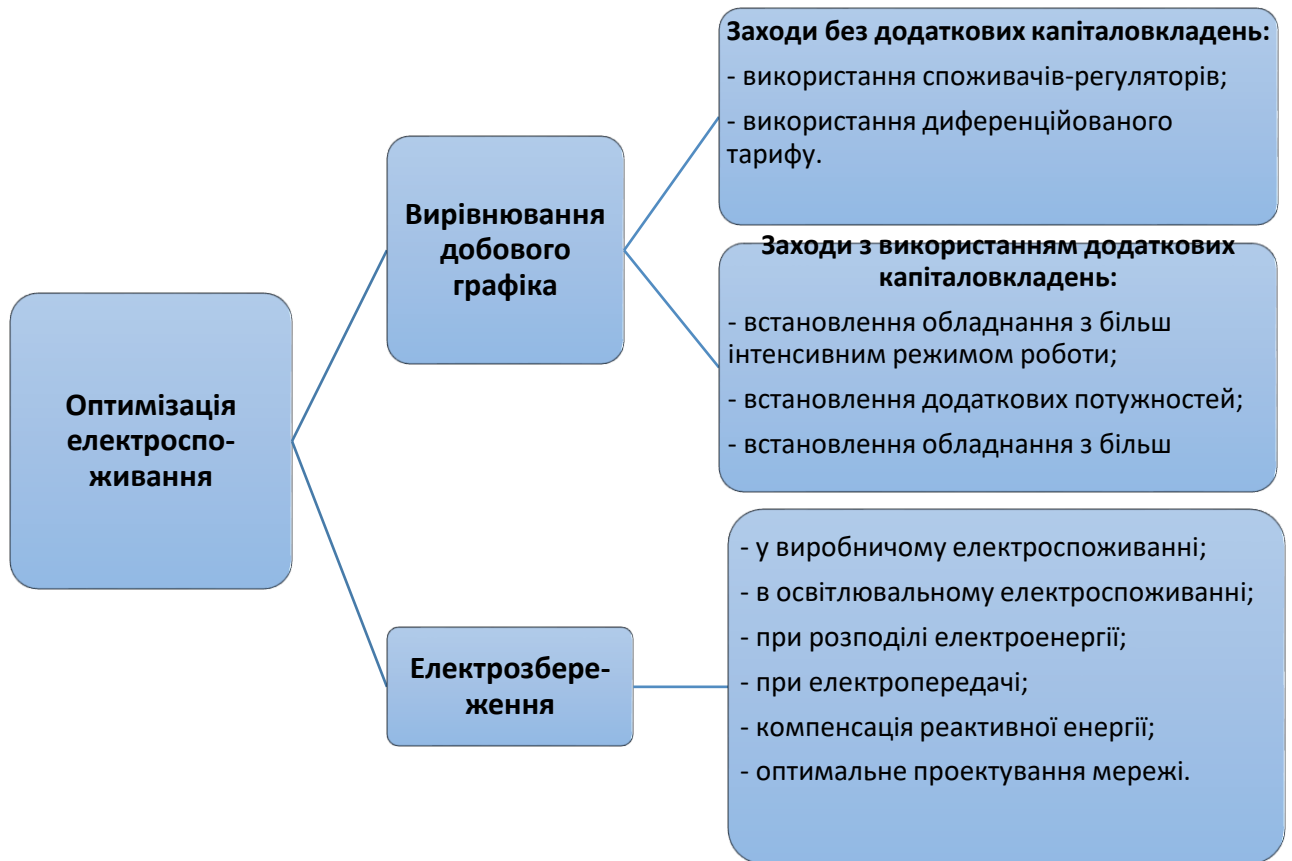 Оптимізація
електроспо-
живання
Вирівнювання
добового
графіка
Заходи без додаткових капіталовкладень:
- використання споживачів-регуляторів;
- використання диференційованого
тарифу.
Заходи з використанням додаткових
капіталовкладень:
- встановлення обладнання з більш
інтенсивним режимом роботи;
- встановлення додаткових потужностей;
- встановлення обладнання з більш
Електрозбере-
ження
- у виробничому електроспоживанні;
- в освітлювальному електроспоживанні;
- при розподілі електроенергії;
- при електропередачі;
- компенсація реактивної енергії;
- оптимальне проектування мережі.